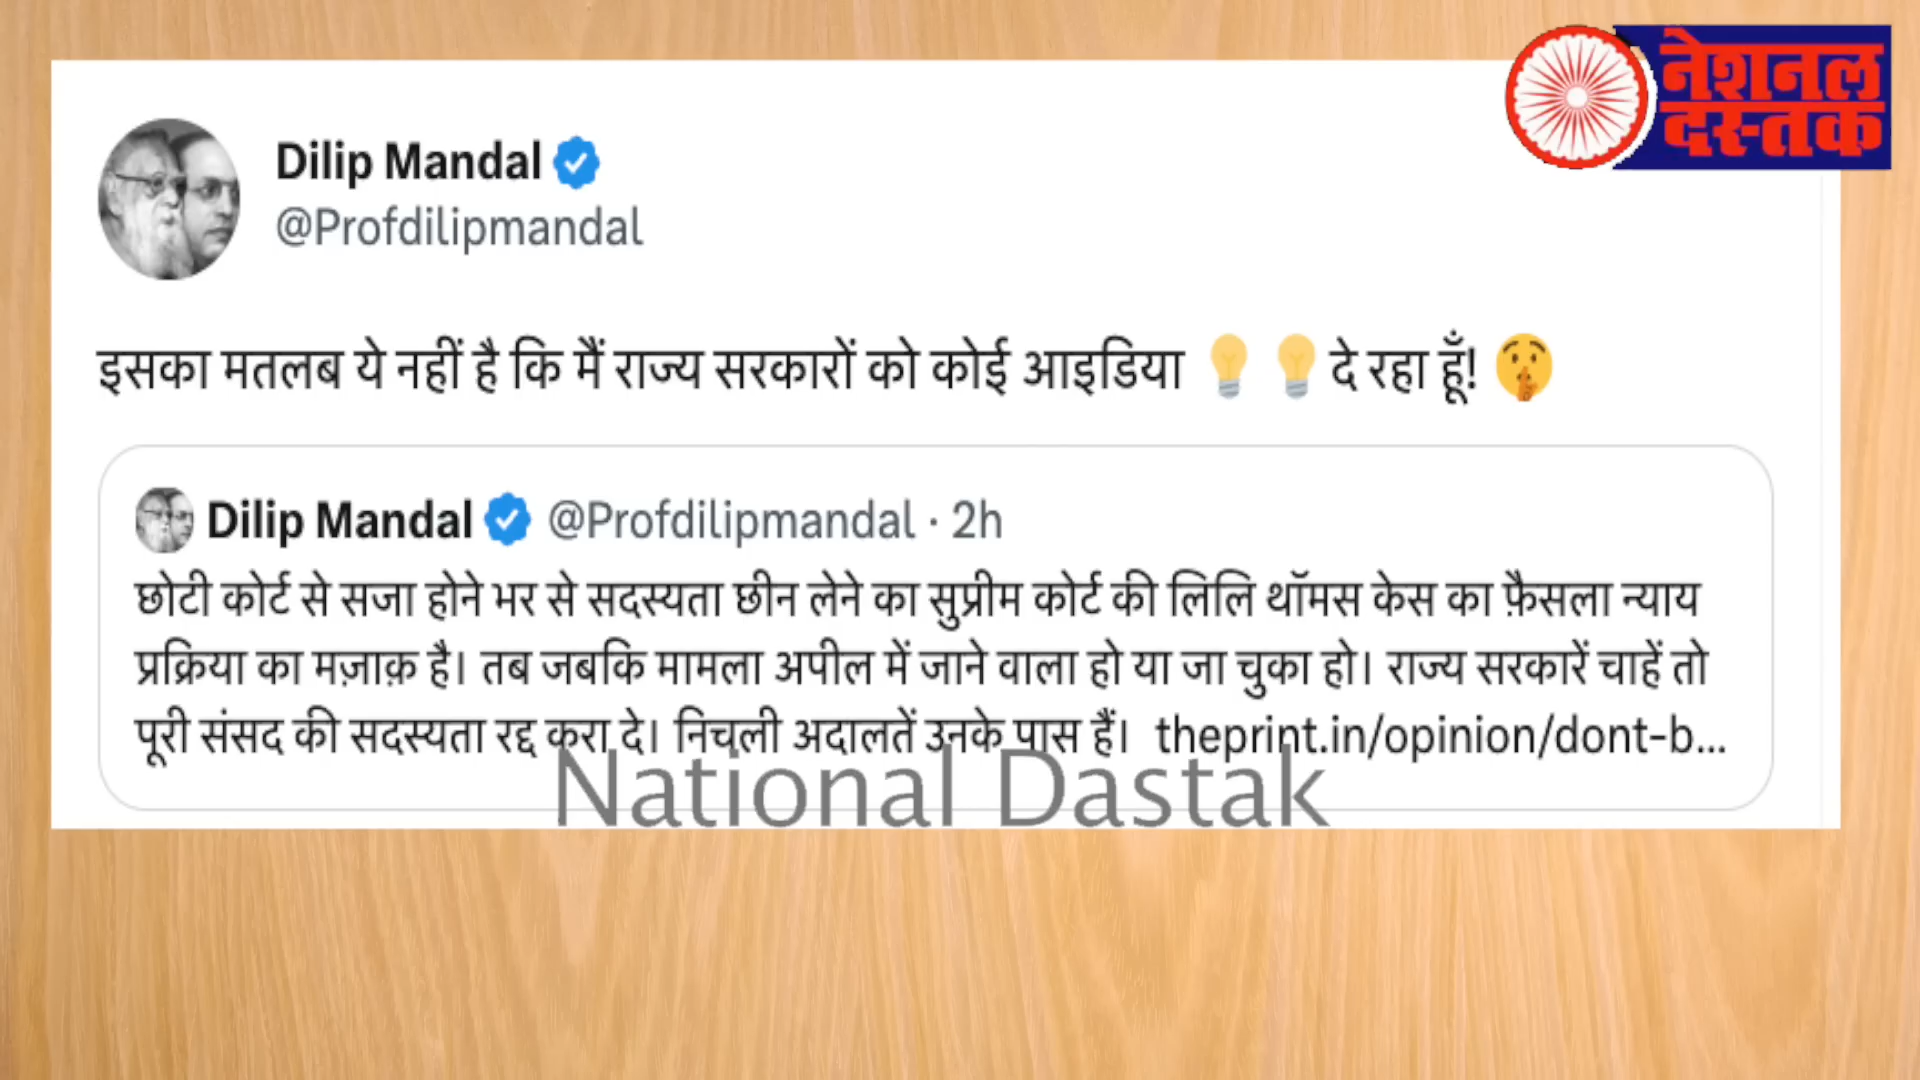 नेशनल
दस्तक
Dilip Mandal
@Profdilipmandal
इसका मतलब ये नहीं है कि मैं राज्य सरकारों को कोई आइडिया 💡 💡 दे रहा हूँ! 🤫
Dilip Mandal @Profdilipmandal · 2h
छोटी कोर्ट से सजा होने भर से सदस्यता छीन लेने का सुप्रीम कोर्ट की लिलि थॉमस केस का फ़ैसला न्याय
प्रक्रिया का मज़ाक़ है। तब जबकि मामला अपील में जाने वाला हो या जा चुका हो। राज्य सरकारें चाहें तो
पूरी संसद की सदस्यता रद्द करा दे। निचली अदालतें उनके पास हैं। theprint.in/opinion/dont-b...
National Dastak